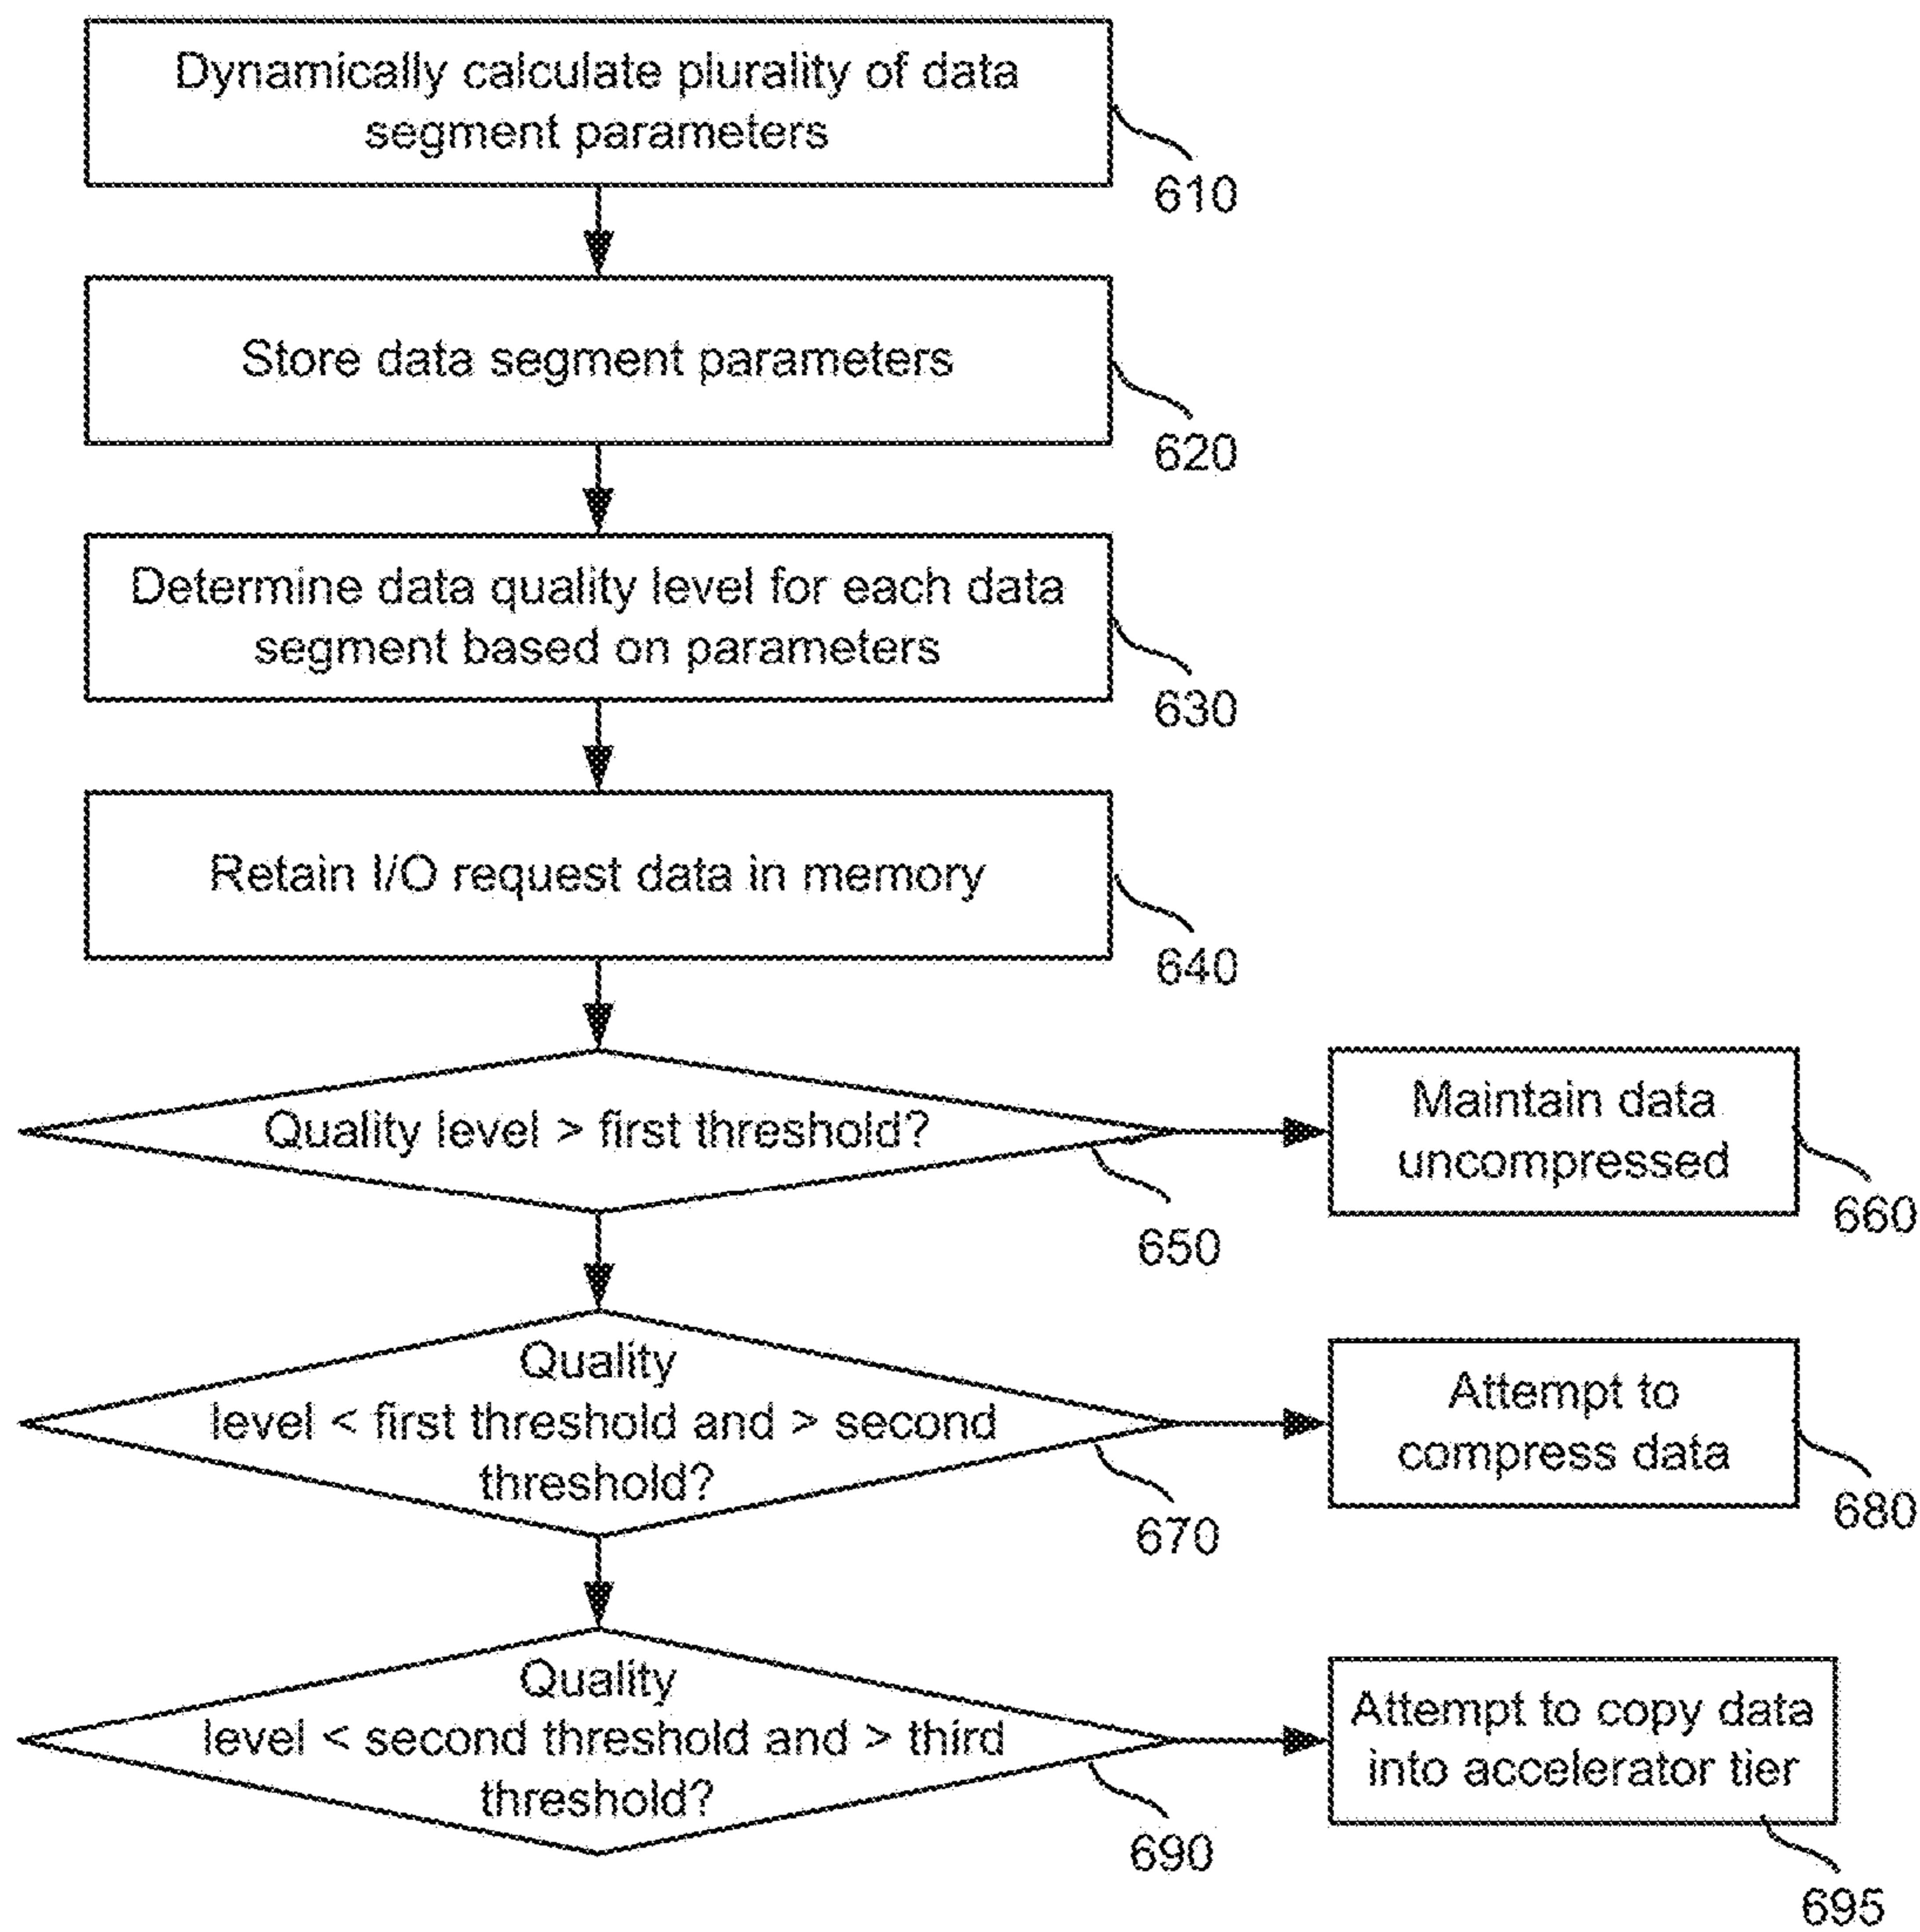 Dynamically calculate plurality of data
segment parameters
610
Store data segment parameters
620
Determine data quality level for each data
segment based on parameters
630
Retain I/O request data in memory
640
Quality level > first threshold?
650
Maintain data
uncompressed
660
Quality
level < first threshold and > second
threshold?
670
Attempt to
compress data
680
Quality
level < second threshold and > third
threshold?
690
Attempt to copy data
into accelerator tier
695